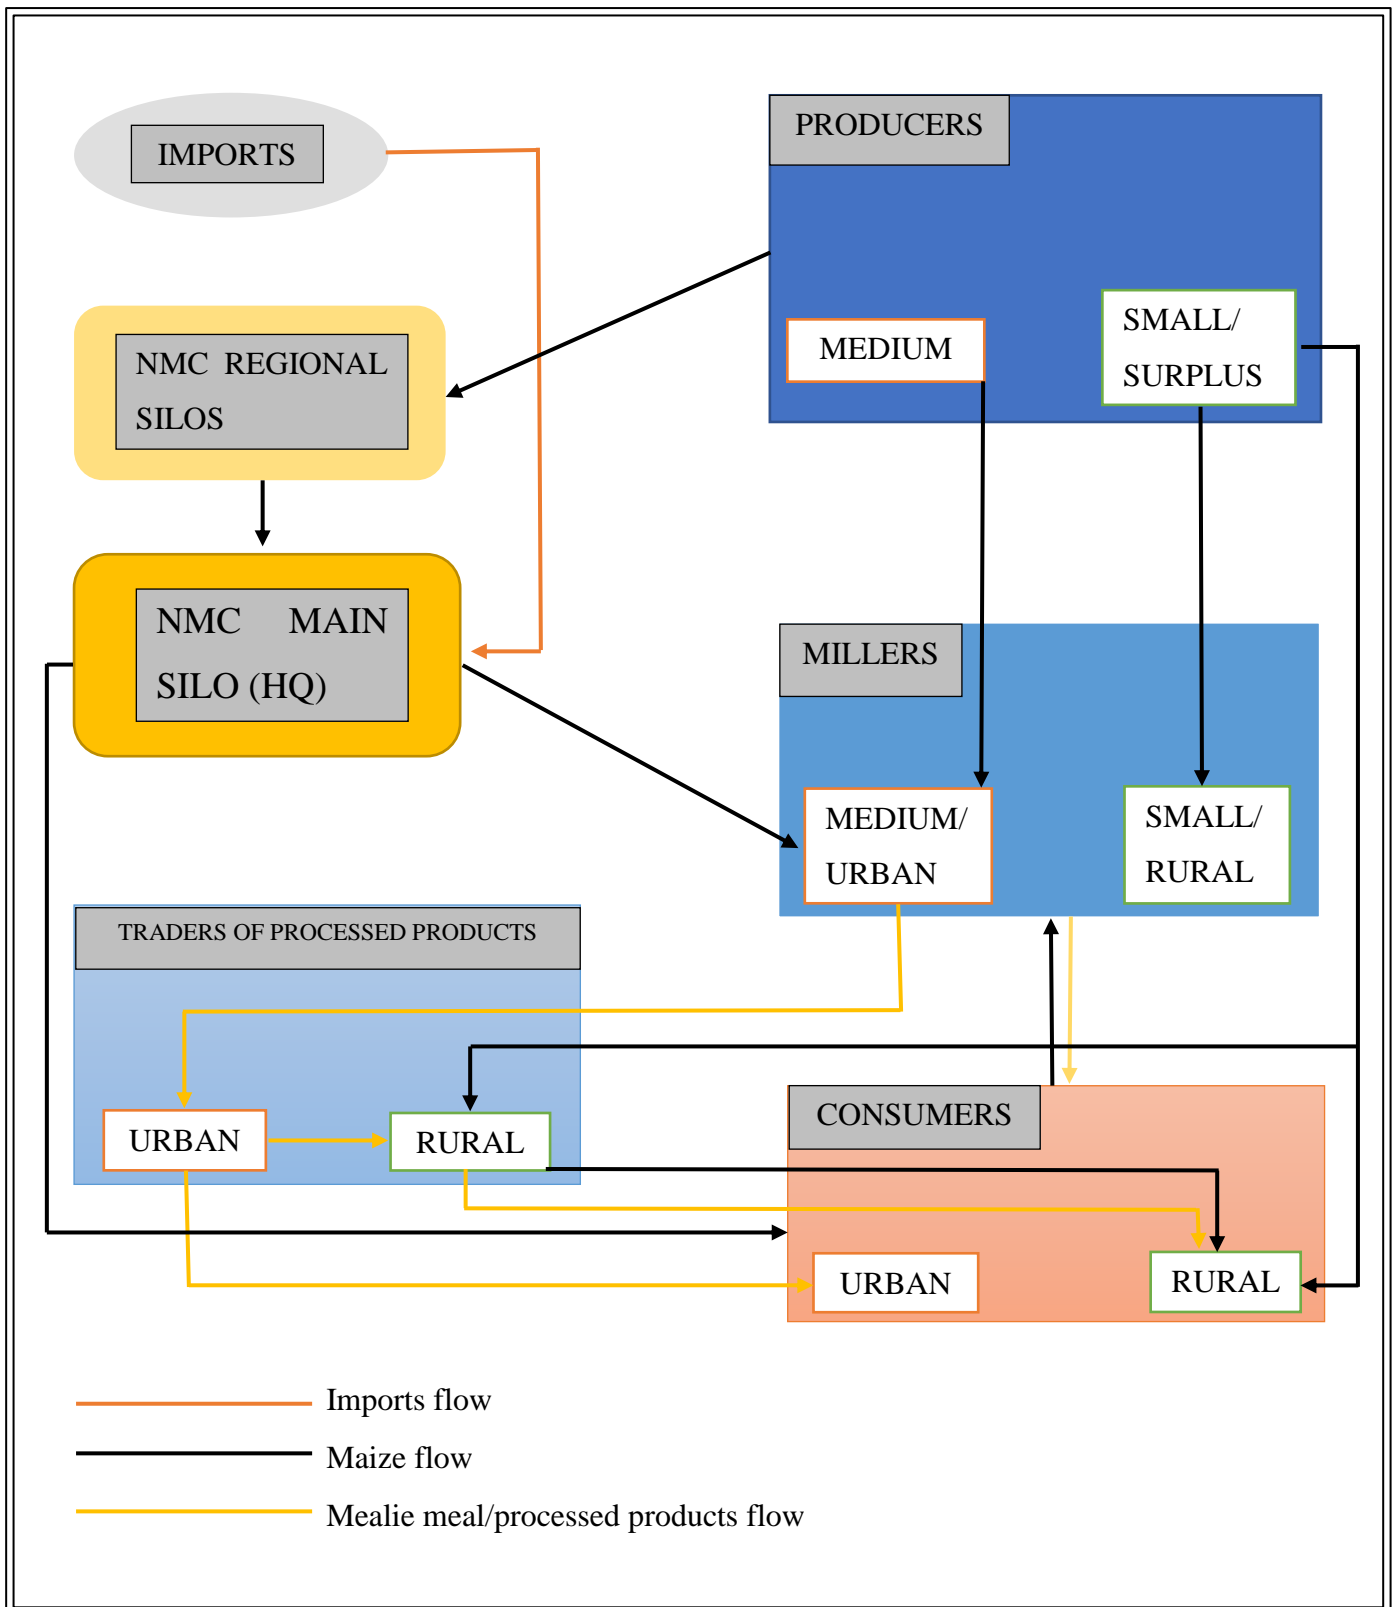 IMPORTS
PRODUCERS
NMC REGIONAL
SILOS
MEDIUM
SMALL/
SURPLUS
NMC MAIN
SILO (HQ)
MILLERS
MEDIUM/
URBAN
SMALL/
RURAL
TRADERS OF PROCESSED PRODUCTS
URBAN
RURAL
CONSUMERS
URBAN
RURAL
Imports flow
Maize flow
Mealie meal/processed products flow